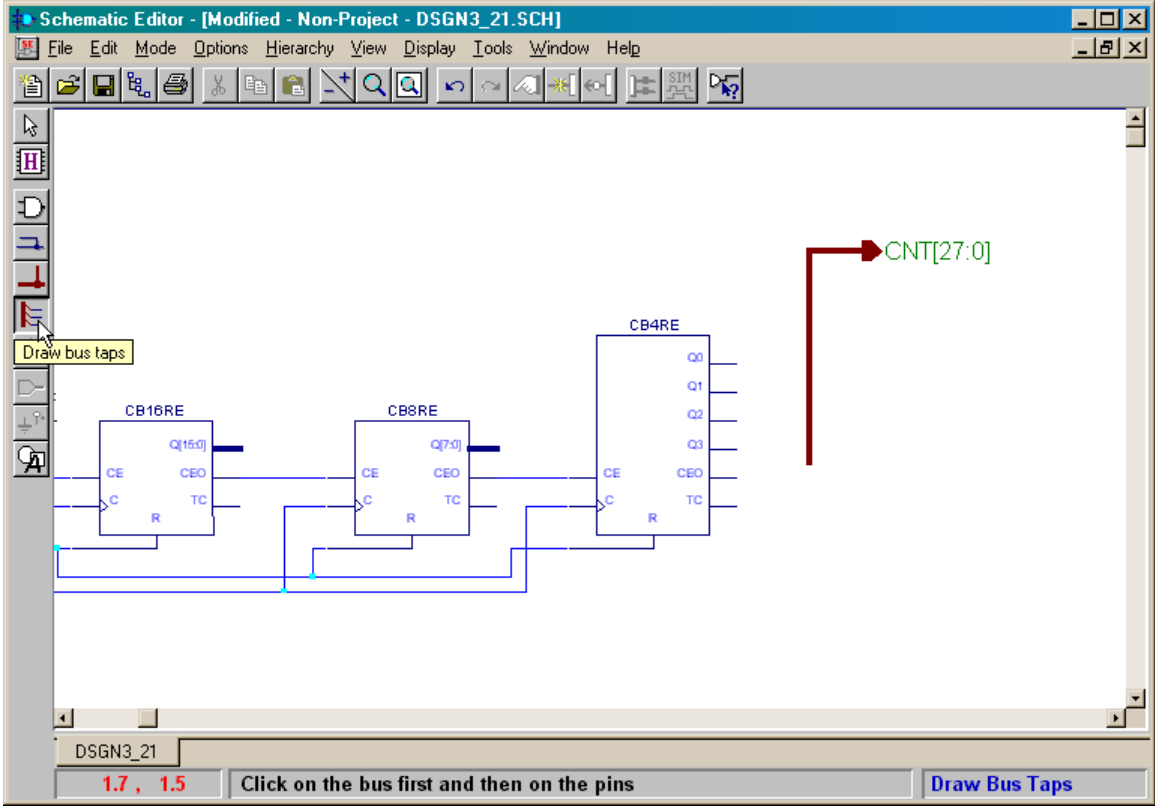 Schematic Editor - [Modified - Non-Project - DSGN3_21.SCH]
File Edit Mode Options Hierarchy View Display Tools Window Help
SIM
H
Draw bus taps
CNT[27:0]
CB4RE
Q0
Q1
Q2
Q3
CE CEO
C TC
R
CB16RE
Q[15:0]
CE CEO
C TC
R
CB8RE
Q[7:0]
CE CEO
C TC
R
DSGN3_21
1.7 , 1.5 Click on the bus first and then on the pins Draw Bus Taps